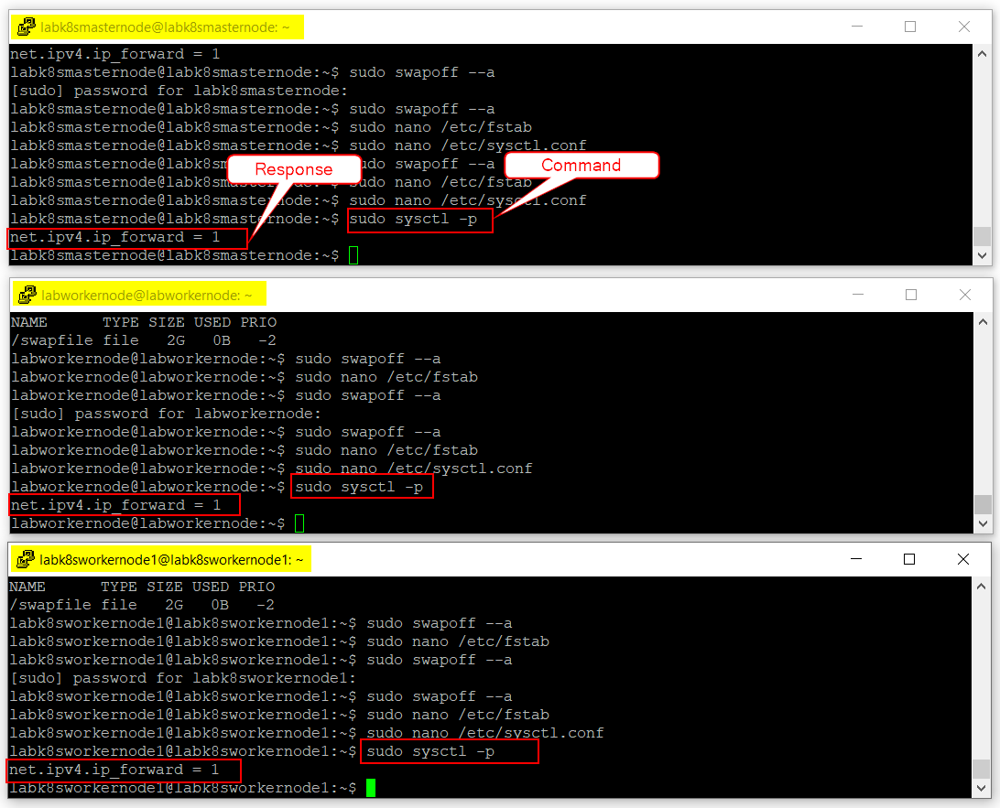 labk8smasternode@labk8smasternode: ~
net.ipv4.ip_forward = 1
labk8smasternode@labk8smasternode:~$ sudo swapoff --a
[sudo] password for labk8smasternode:
labk8smasternode@labk8smasternode:~$ sudo swapoff --a
labk8smasternode@labk8smasternode:~$ sudo nano /etc/fstab
labk8smasternode@labk8smasternode:~$ sudo nano /etc/sysctl.conf
labk8smasternode@labk8sm sudo swapoff --a
Response
Command
labk8smasternode@labk8sm sudo nano /etc/fstab
labk8smasternode@labk8smasternode:~$ sudo nano /etc/sysctl.conf
labk8smasternode@labk8smasternode:~$ sudo sysctl -p
net.ipv4.ip_forward = 1
labk8smasternode@labk8smasternode:~$
labworkernode@labworkernode: ~
NAME TYPE SIZE USED PRIO
/swapfile file 2G 0B -2
labworkernode@labworkernode:~$ sudo swapoff --a
labworkernode@labworkernode:~$ sudo nano /etc/fstab
labworkernode@labworkernode:~$ sudo swapoff --a
[sudo] password for labworkernode:
labworkernode@labworkernode:~$ sudo swapoff --a
labworkernode@labworkernode:~$ sudo nano /etc/fstab
labworkernode@labworkernode:~$ sudo nano /etc/sysctl.conf
labworkernode@labworkernode:~$ sudo sysctl -p
net.ipv4.ip_forward = 1
labworkernode@labworkernode:~$
labk8sworkernode1@labk8sworkernode1: ~
NAME TYPE SIZE USED PRIO
/swapfile file 2G 0B -2
labk8sworkernode1@labk8sworkernode1:~$ sudo swapoff --a
labk8sworkernode1@labk8sworkernode1:~$ sudo nano /etc/fstab
labk8sworkernode1@labk8sworkernode1:~$ sudo swapoff --a
[sudo] password for labk8sworkernode1:
labk8sworkernode1@labk8sworkernode1:~$ sudo swapoff --a
labk8sworkernode1@labk8sworkernode1:~$ sudo nano /etc/fstab
labk8sworkernode1@labk8sworkernode1:~$ sudo nano /etc/sysctl.conf
labk8sworkernode1@labk8sworkernode1:~$ sudo sysctl -p
net.ipv4.ip_forward = 1
labk8sworkernode1@labk8sworkernode1:~$